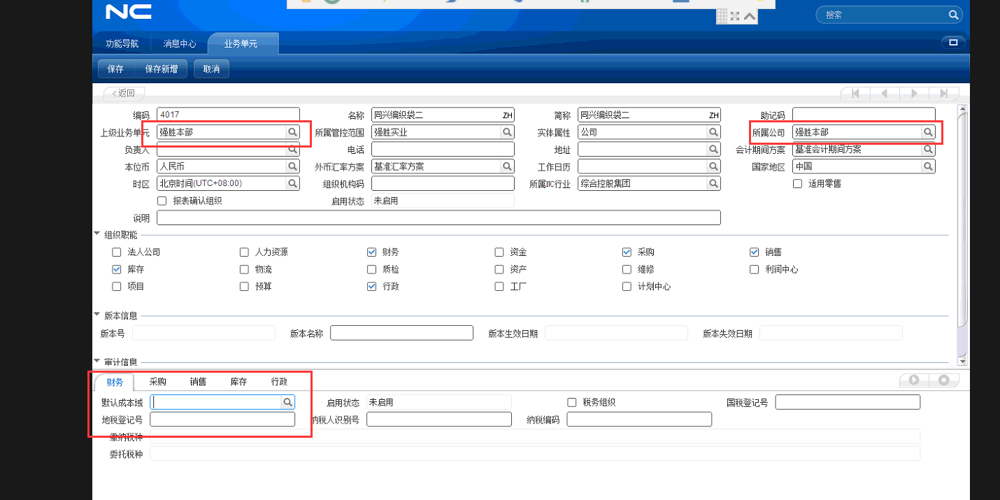 NC
搜索
功能导航 消息中心 业务单元
保存 保存新增 取消
返回
编码 4017 名称 同兴编织袋二 ZH 简称 同兴编织袋二 ZH 助记码
上级业务单元 强胜本部 所属管控范围 强胜实业 实体属性 公司 所属公司 强胜本部
负责人 电话 地址 会计期间方案 基准会计期间方案
本位币 人民币 外币汇率方案 基准汇率方案 工作日历 国家地区 中国
时区 北京时间(UTC+08:00) 组织机构码 所属ITC行业 综合控股集团 适用零售
报表确认组织 启用状态 未启用
说明
组织职能
法人公司 人力资源 财务 资金 采购 销售
库存 物流 质检 资产 维修 利润中心
项目 预算 行政 工厂 计划中心
版本信息
版本号 版本名称 版本生效日期 版本失效日期
审计信息
财务 采购 销售 库存 行政
默认成本域 启用状态 未启用 税务组织 国税登记号
地税登记号 纳税人识别号 纳税编码
缴纳税种
委托税种